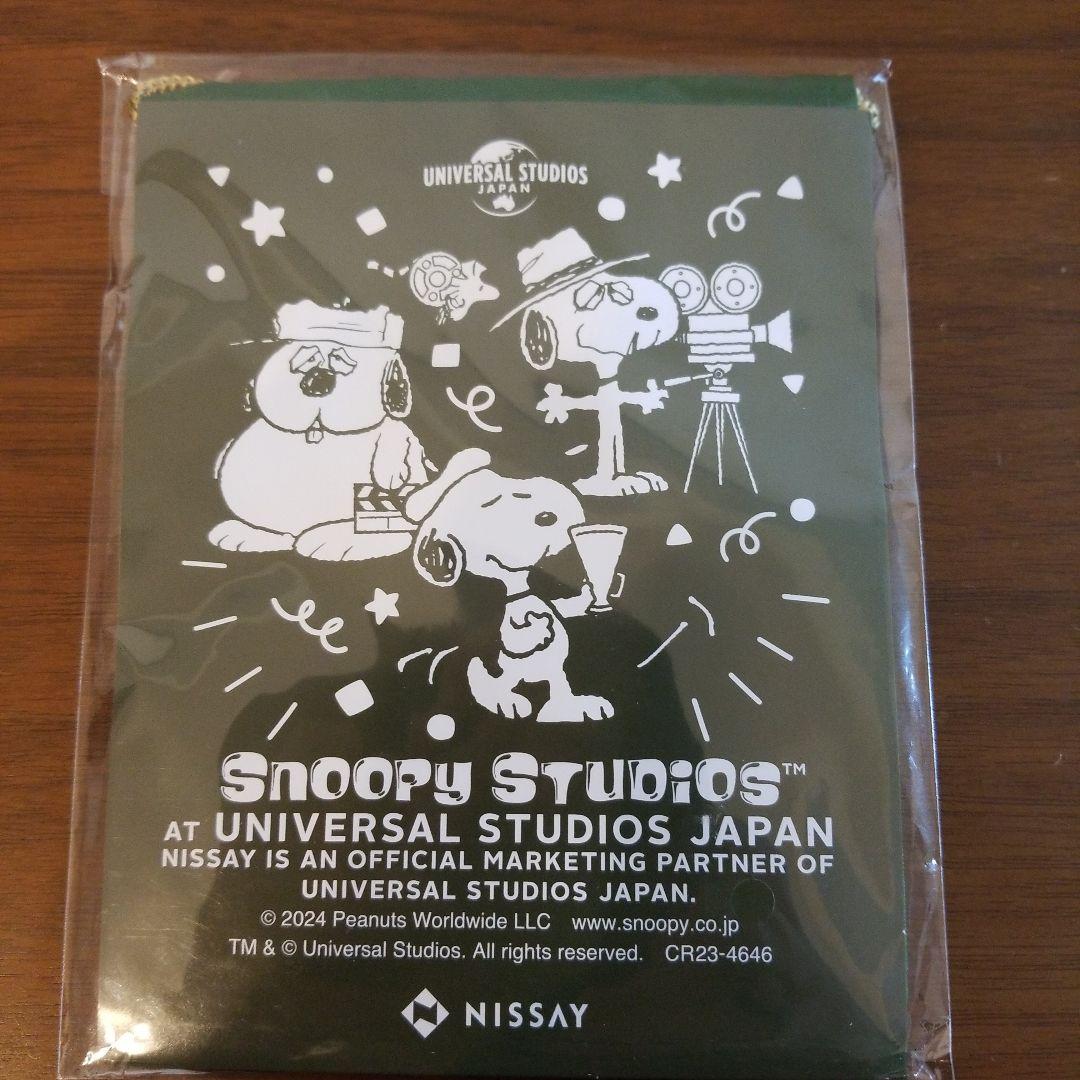 UNIVERSAL STUDIOS
JAPAN
SNOOPY STUDIOS™
AT UNIVERSAL STUDIOS JAPAN
NISSAY IS AN OFFICIAL MARKETING PARTNER OF
UNIVERSAL STUDIOS JAPAN.
© 2024 Peanuts Worldwide LLC www.snoopy.co.jp
TM & © Universal Studios. All rights reserved. CR23-4646
NISSAY